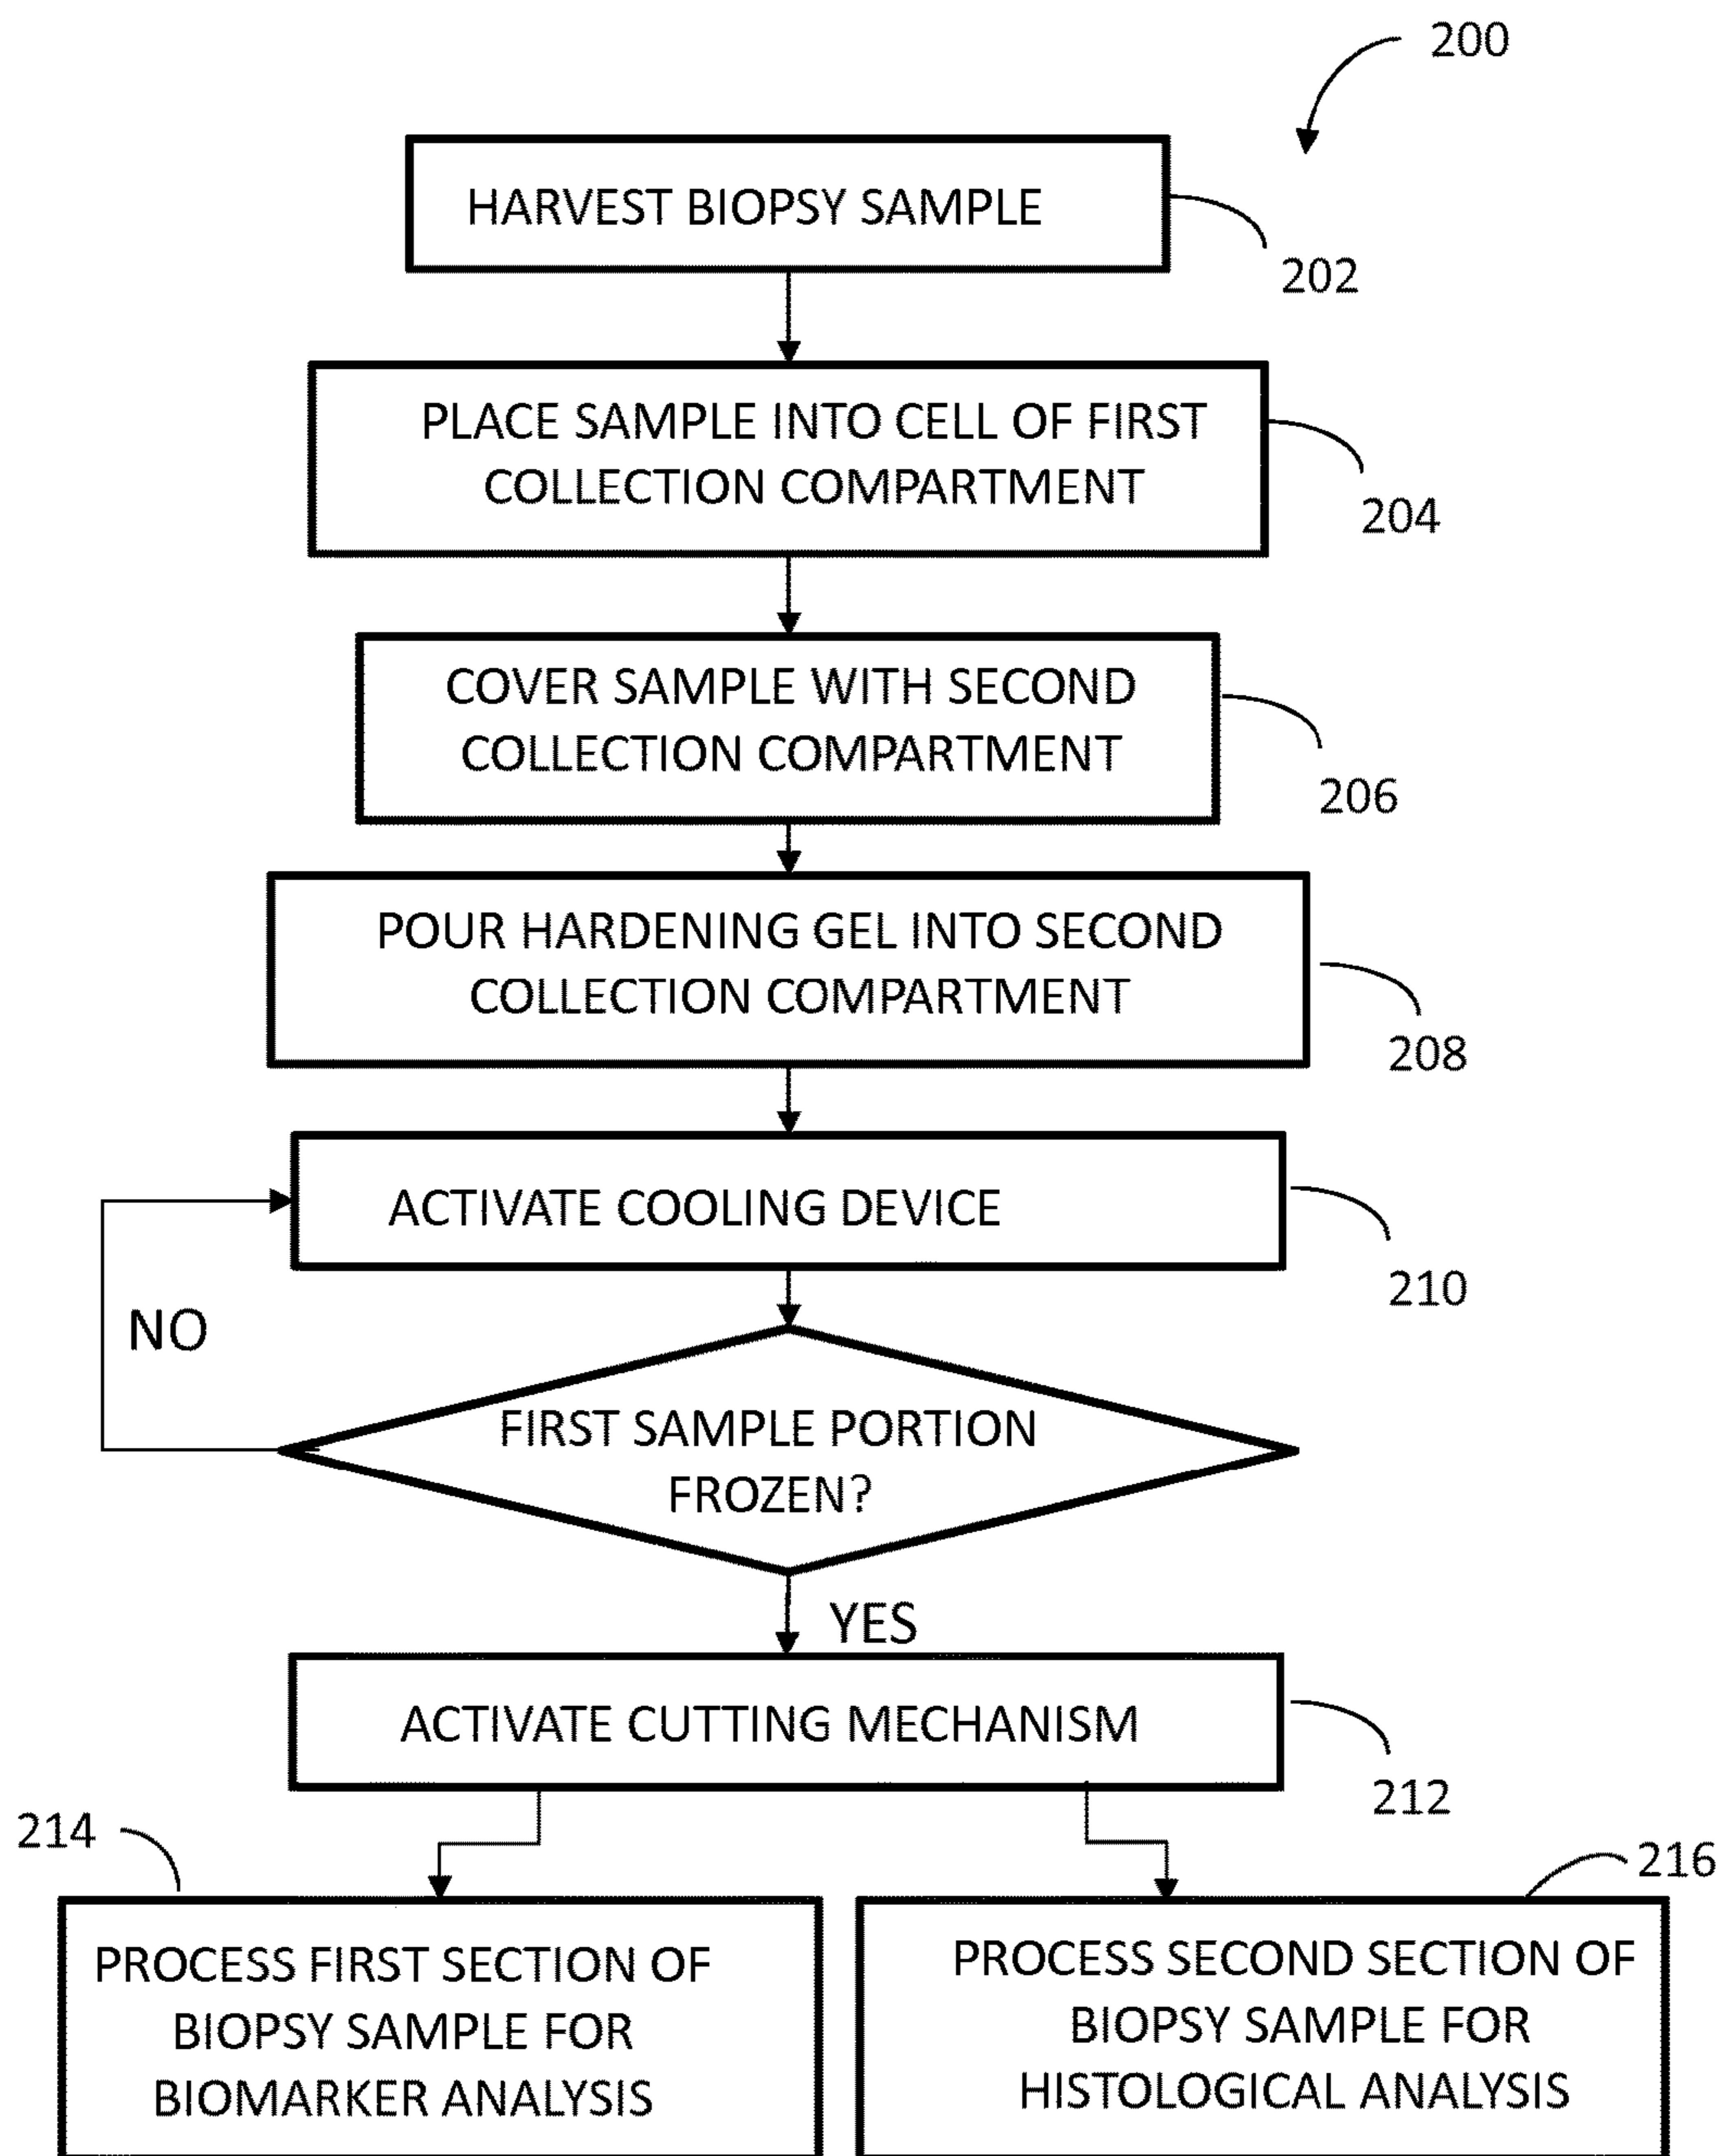 200
HARVEST BIOPSY SAMPLE
202
PLACE SAMPLE INTO CELL OF FIRST
COLLECTION COMPARTMENT
204
COVER SAMPLE WITH SECOND
COLLECTION COMPARTMENT
206
POUR HARDENING GEL INTO SECOND
COLLECTION COMPARTMENT
208
ACTIVATE COOLING DEVICE
210
NO
FIRST SAMPLE PORTION
FROZEN?
YES
ACTIVATE CUTTING MECHANISM
212
214
PROCESS FIRST SECTION OF
BIOPSY SAMPLE FOR
BIOMARKER ANALYSIS
216
PROCESS SECOND SECTION OF
BIOPSY SAMPLE FOR
HISTOLOGICAL ANALYSIS